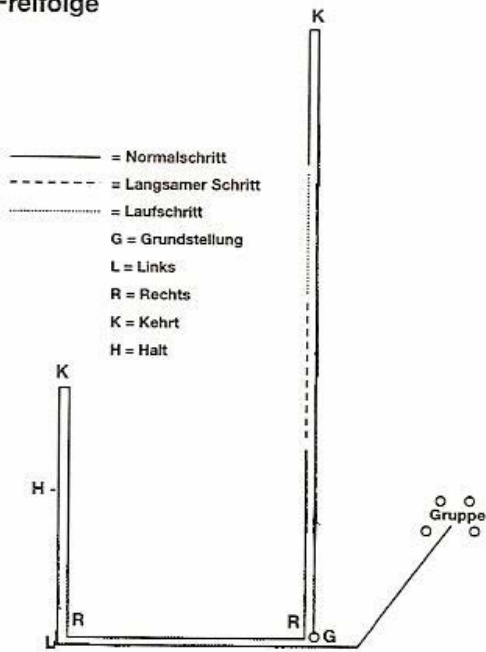 Freifolge
K
= Normalschritt
= Langsamer Schritt
= Laufschritt
G = Grundstellung
L = Links
R = Rechts
K = Kehrt
H = Halt
K
H
Gruppe
R
R
G
L